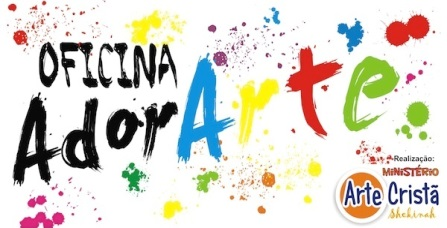 OFICINA
AdorArte
Realização:
MINISTÉRIO
Arte Cristã
Shekinah